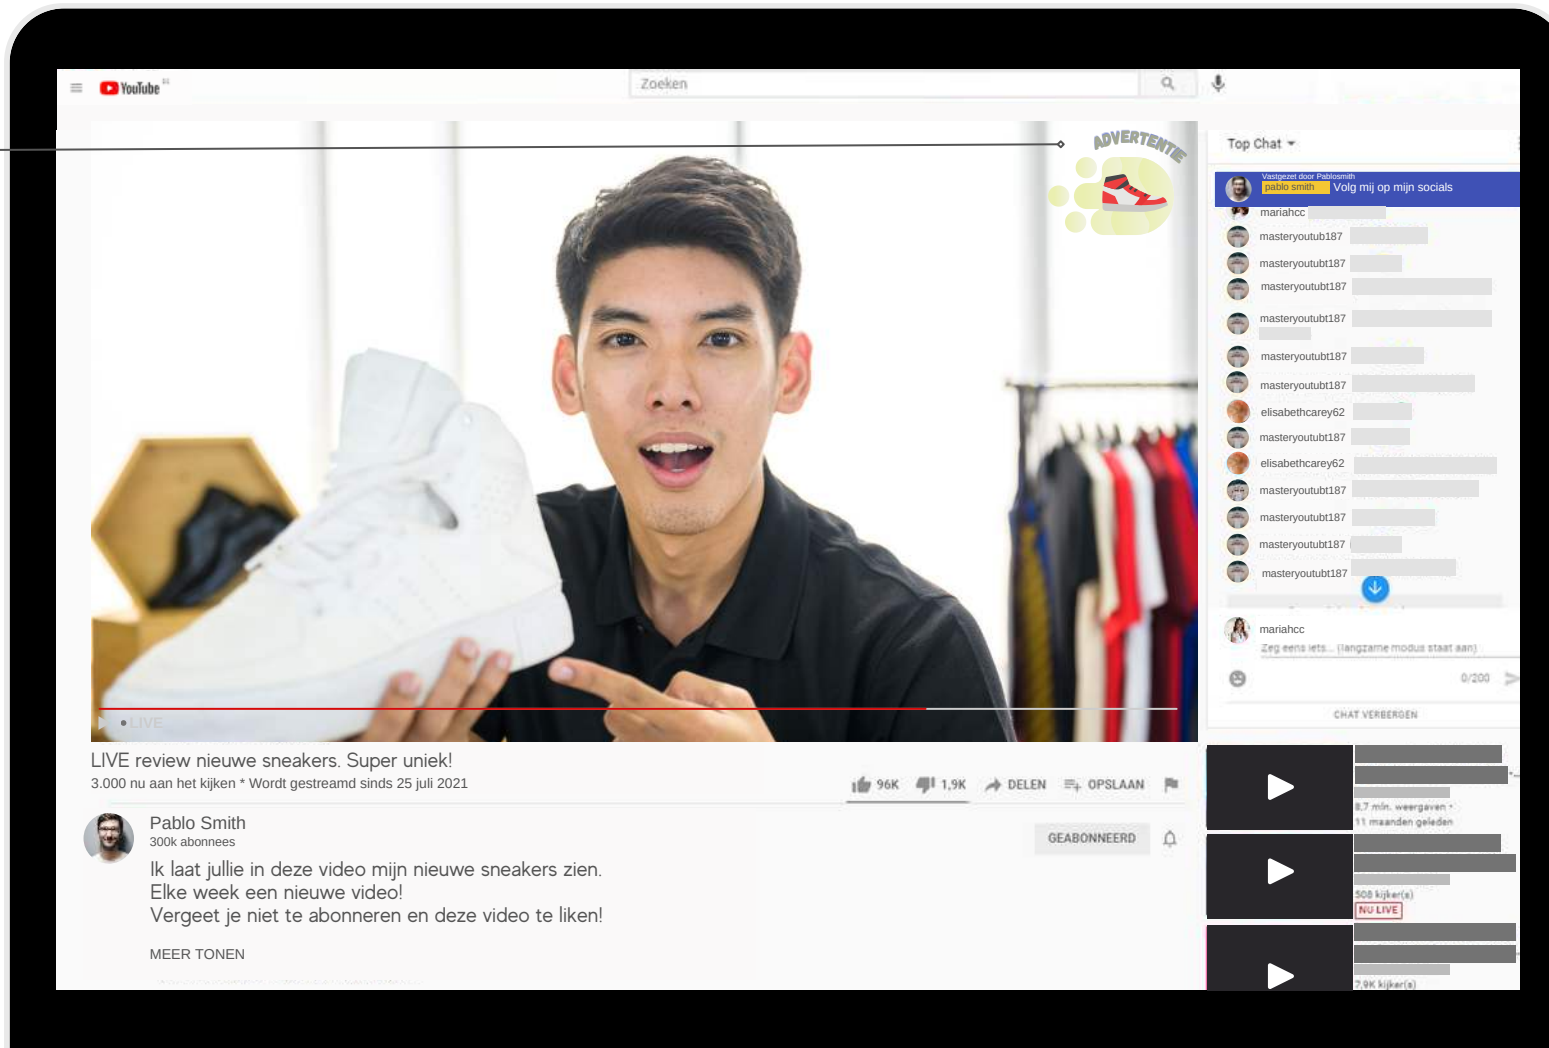 YouTube
Zoeken
ADVERTENTIE
LIVE
LIVE review nieuwe sneakers. Super uniek!
3.000 nu aan het kijken * Wordt gestreamd sinds 25 juli 2021
96K
1,9K
DELEN
OPSLAAN
Pablo Smith
300k abonnees
GEABONNEERD
Ik laat jullie in deze video mijn nieuwe sneakers zien.
Elke week een nieuwe video!
Vergeet je niet te abonneren en deze video te liken!
MEER TONEN
Top Chat
Vastgezet door Pablosmith
pablo smith Volg mij op mijn socials
mariahcc
masteryoutub187
masteryoutubt187
masteryoutubt187
masteryoutubt187
masteryoutubt187
masteryoutubt187
elisabethcarey62
masteryoutubt187
elisabethcarey62
masteryoutubt187
masteryoutubt187
masteryoutubt187
masteryoutubt187
mariahcc
Zeg eens iets... (langzame modus staat aan)
0/200
CHAT VERBERGEN
8,7 mln. weergaven •
11 maanden geleden
508 kijker(s)
NU LIVE
7,9K kijker(s)